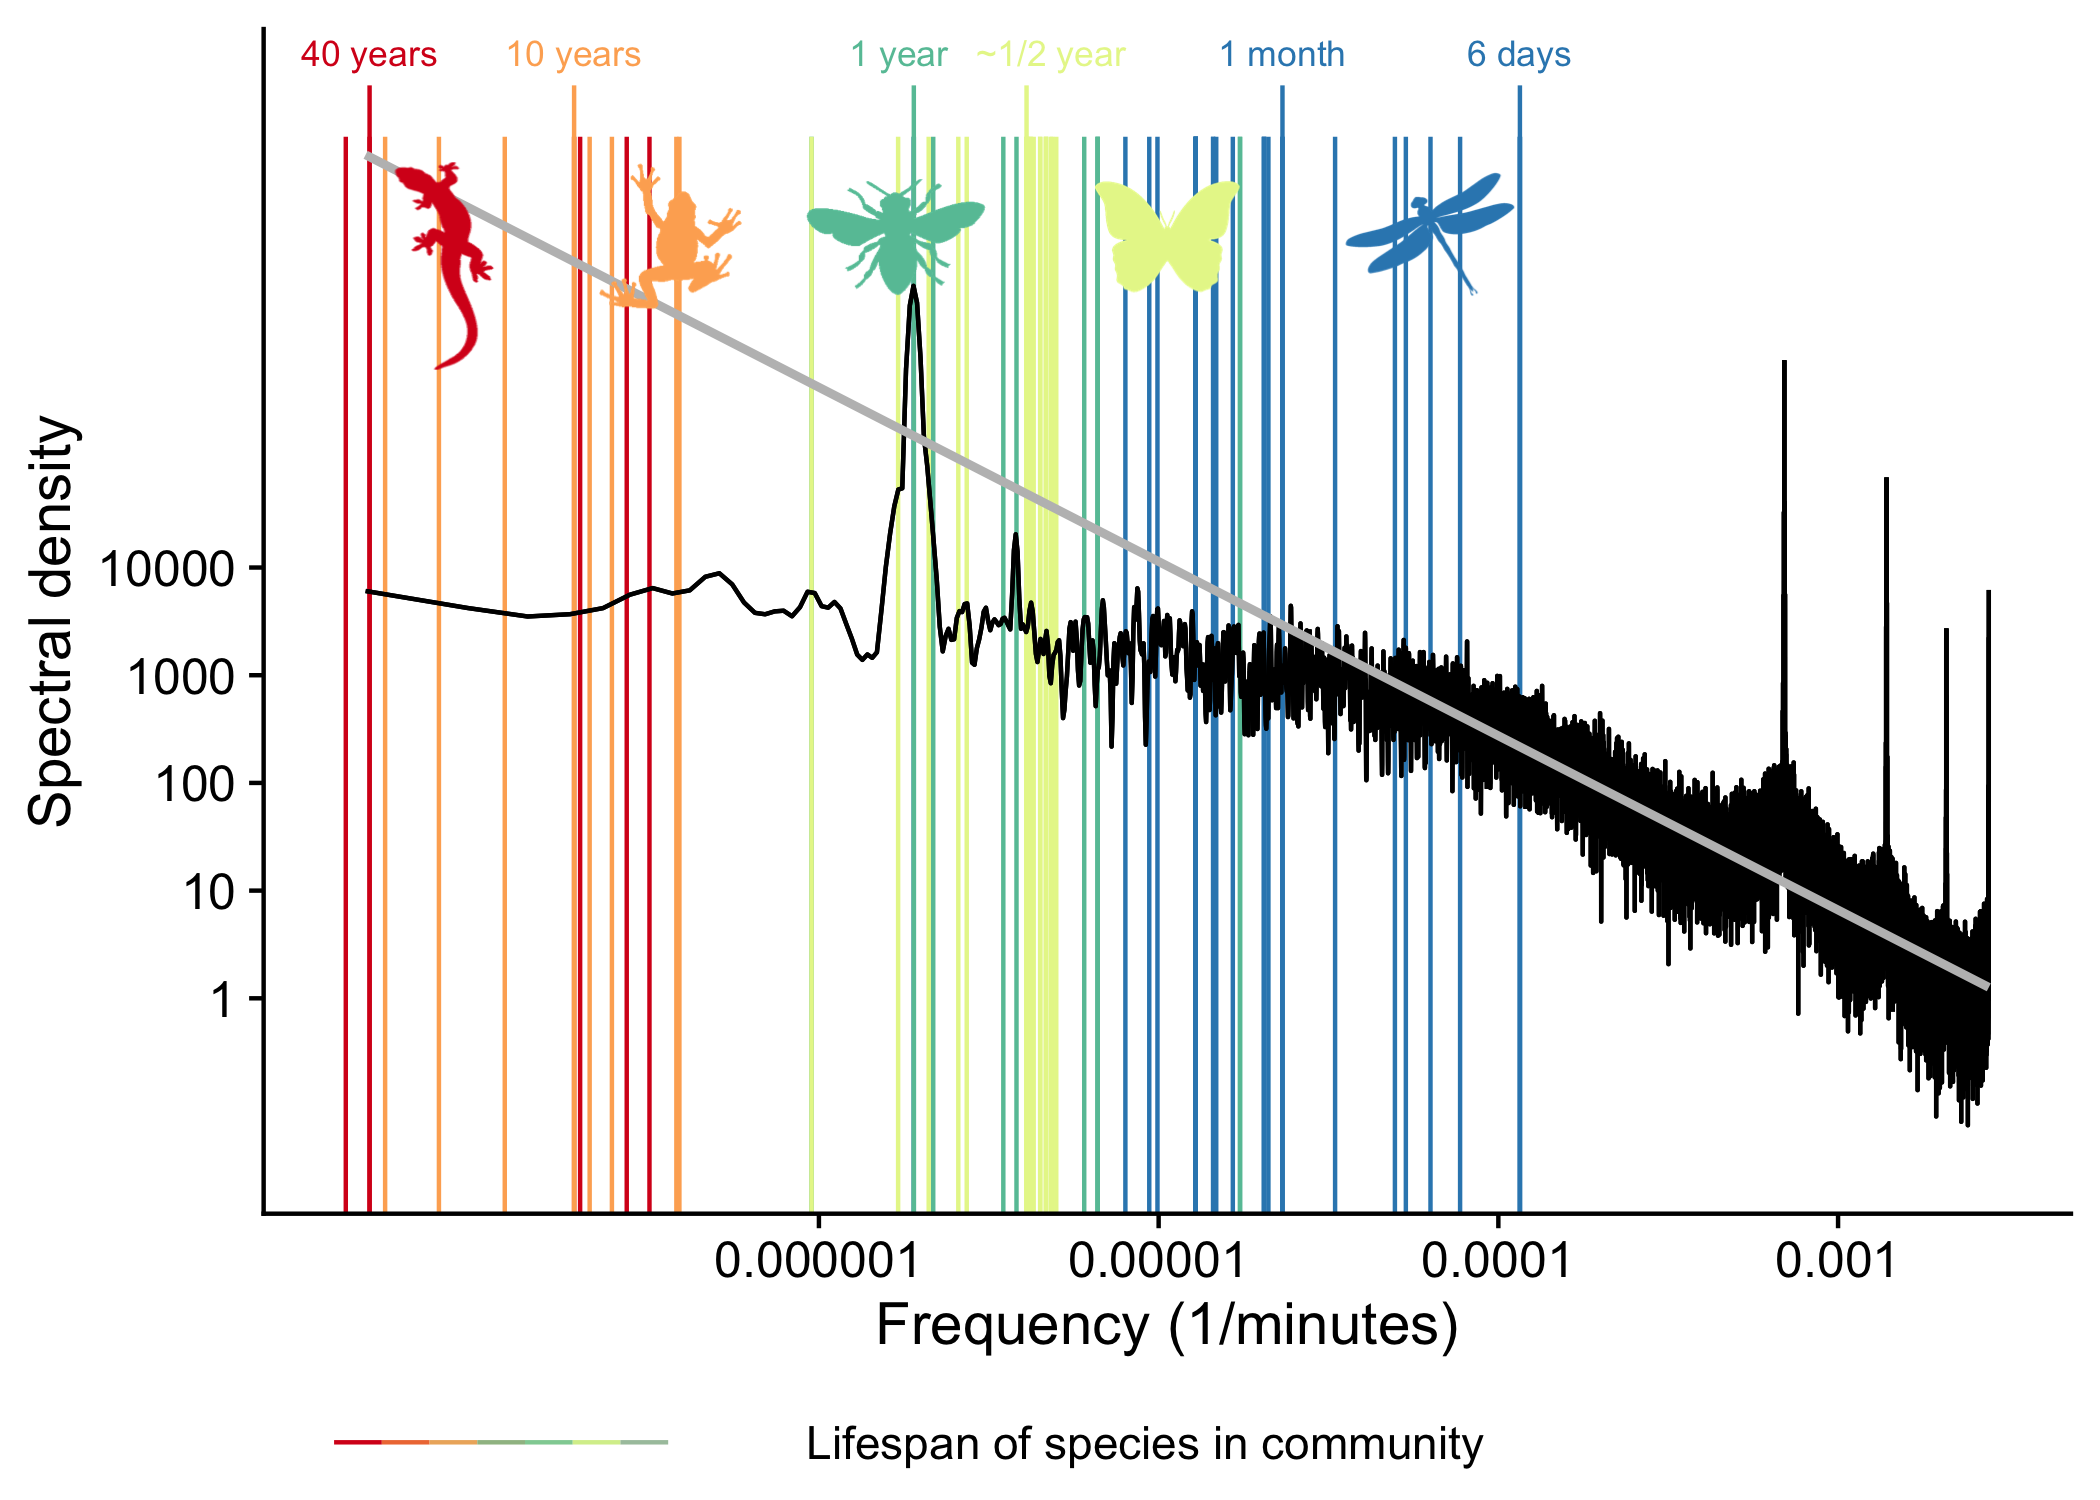 40 years 10 years 1 year ~1/2 year 1 month 6 days
Spectral density
10000
1000
100
10
1
0.000001 0.00001 0.0001 0.001
Frequency (1/minutes)
Lifespan of species in community